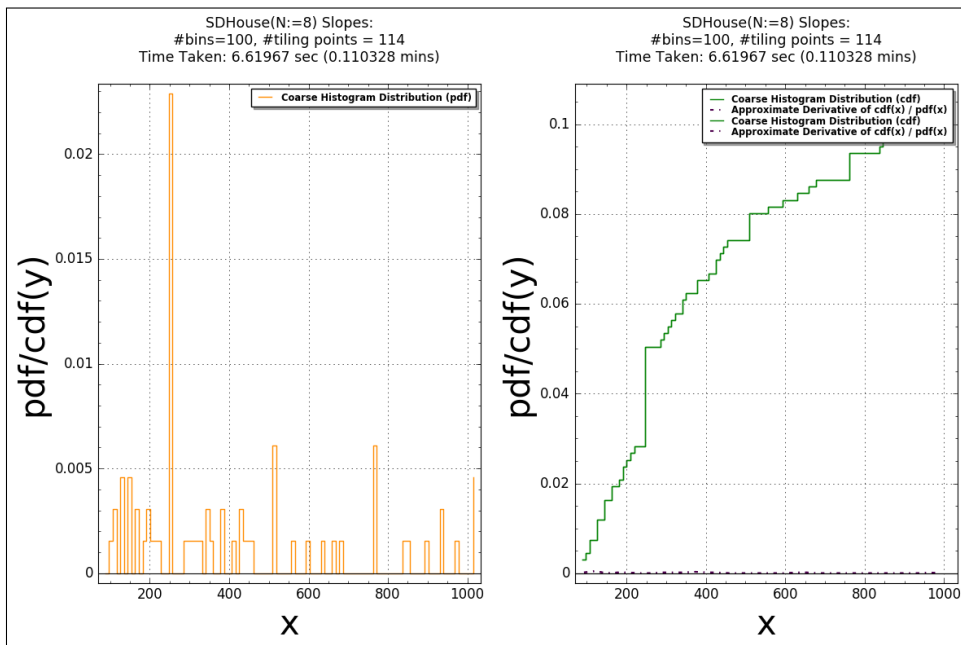 SDHouse(N:=8) Slopes:
#bins=100, #tiling points = 114
Time Taken: 6.61967 sec (0.110328 mins)
Coarse Histogram Distribution (pdf)
0.02
0.015
0.01
0.005
0
200
400
600
800
1000
pdf/cdf(y)
x
SDHouse(N:=8) Slopes:
#bins=100, #tiling points = 114
Time Taken: 6.61967 sec (0.110328 mins)
Coarse Histogram Distribution (cdf)
Approximate Derivative of cdf(x) / pdf(x)
Coarse Histogram Distribution (cdf)
Approximate Derivative of cdf(x) / pdf(x)
0.1
0.08
0.06
0.04
0.02
0
200
400
600
800
1000
pdf/cdf(y)
x